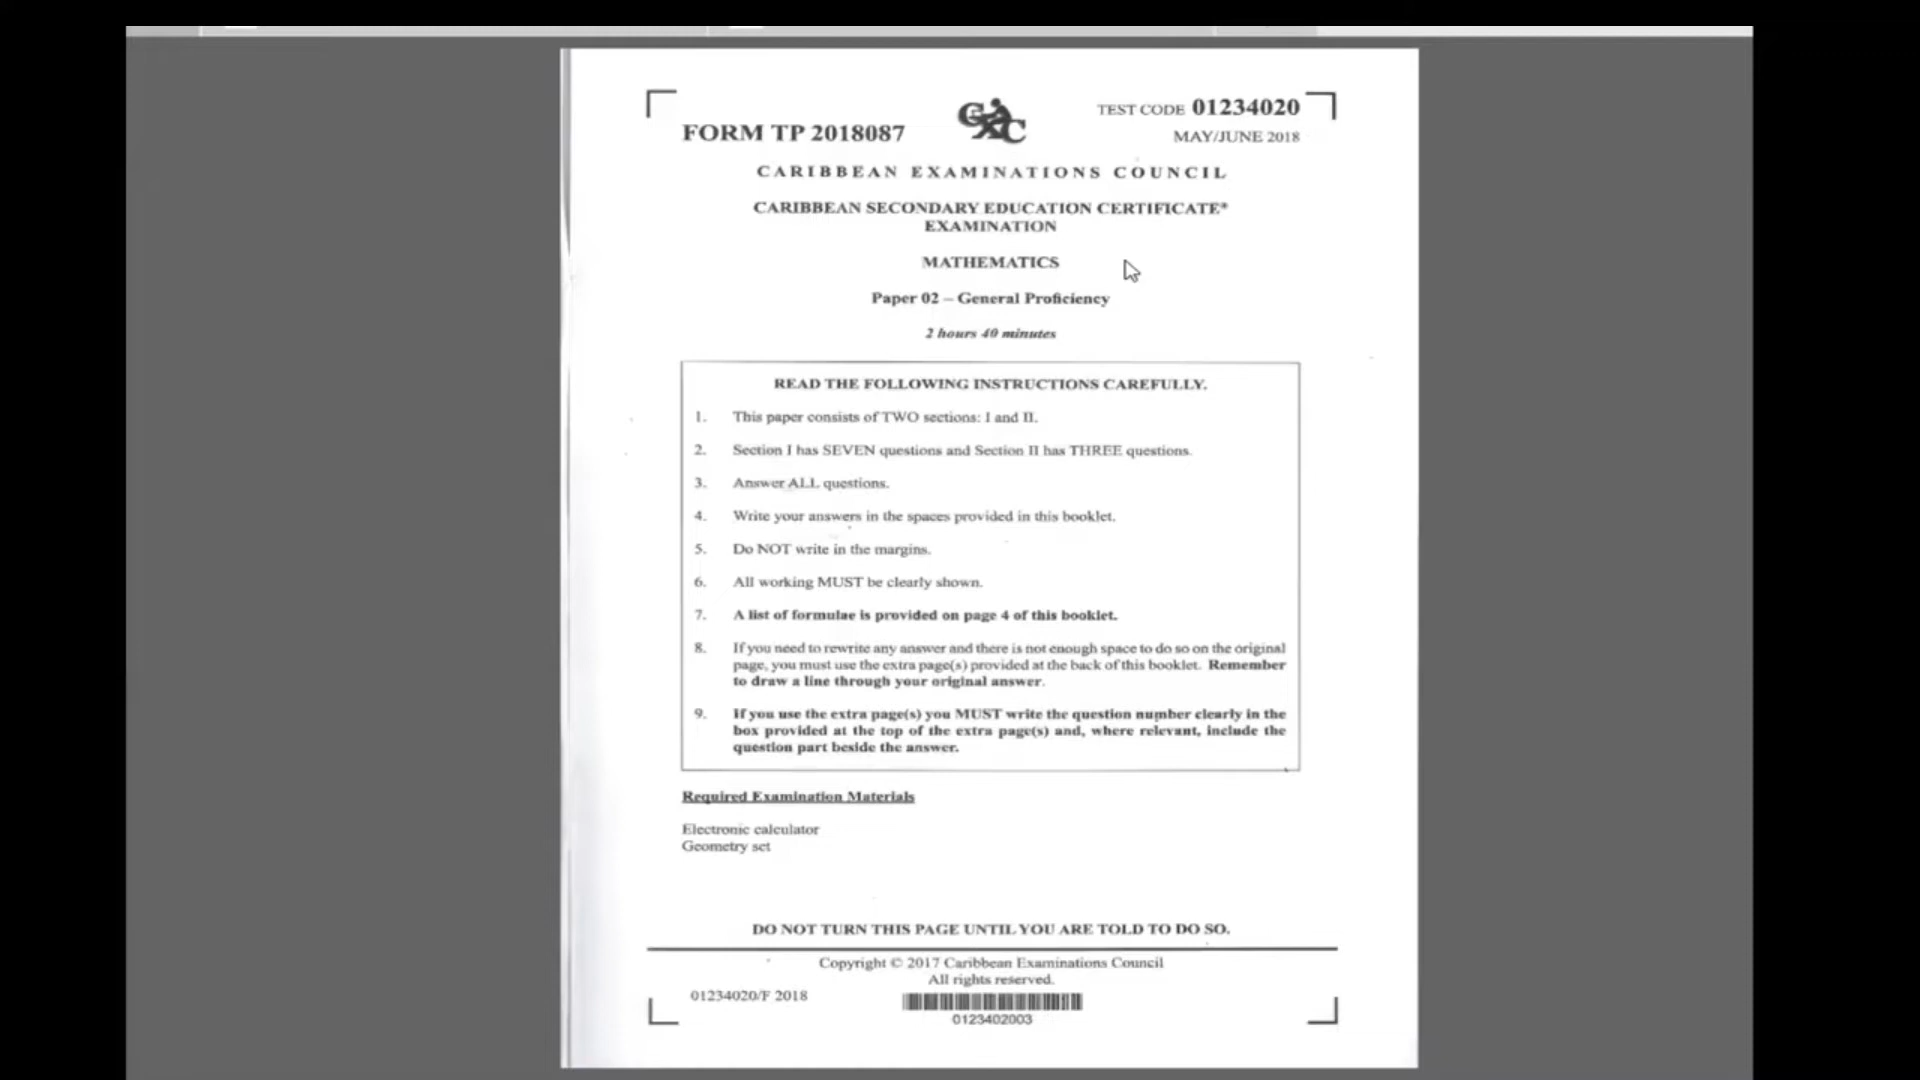 FORM TP 2018087
CXC
TEST CODE 01234020
MAY/JUNE 2018
CARIBBEAN EXAMINATIONS COUNCIL
CARIBBEAN SECONDARY EDUCATION CERTIFICATE®
EXAMINATION
MATHEMATICS
Paper 02 – General Proficiency
2 hours 40 minutes
READ THE FOLLOWING INSTRUCTIONS CAREFULLY.
1. This paper consists of TWO sections: I and II.
2. Section I has SEVEN questions and Section II has THREE questions.
3. Answer ALL questions.
4. Write your answers in the spaces provided in this booklet.
5. Do NOT write in the margins.
6. All working MUST be clearly shown.
7. A list of formulae is provided on page 4 of this booklet.
8. If you need to rewrite any answer and there is not enough space to do so on the original
page, you must use the extra page(s) provided at the back of this booklet. Remember
to draw a line through your original answer.
9. If you use the extra page(s) you MUST write the question number clearly in the
box provided at the top of the extra page(s) and, where relevant, include the
question part beside the answer.
Required Examination Materials
Electronic calculator
Geometry set
DO NOT TURN THIS PAGE UNTIL YOU ARE TOLD TO DO SO.
Copyright © 2017 Caribbean Examinations Council
All rights reserved.
01234020/F 2018
0123402003